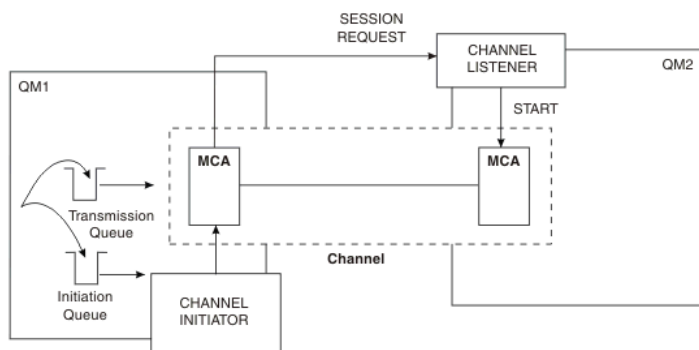 SESSION
REQUEST
CHANNEL
LISTENER
QM1
QM2
START
MCA
MCA
Transmission
Queue
Channel
Initiation
Queue
CHANNEL
INITIATOR